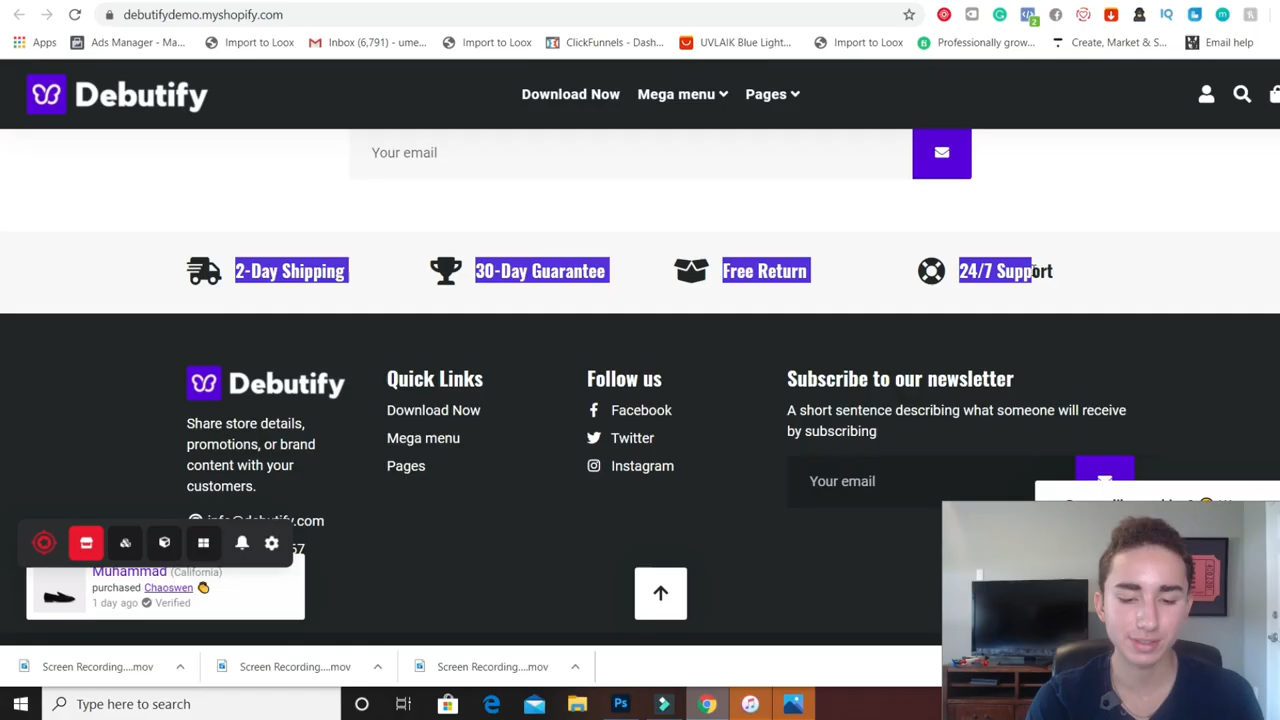 debutifydemo.myshopify.com
2
Apps
Ads Manager - Ma...
Import to Loox
Inbox (6,791) - ume...
Import to Loox
ClickFunnels - Dash...
UVLAIK Blue Light...
Import to Loox
Professionally grow...
Create, Market & S...
Email help
Debutify
Download Now
Mega menu
Pages
Your email
2-Day Shipping
30-Day Guarantee
Free Return
24/7 Support
Debutify
Quick Links
Follow us
Subscribe to our newsletter
Share store details,
promotions, or brand
content with your
customers.
Download Now
Mega menu
Pages
Facebook
Twitter
Instagram
A short sentence describing what someone will receive
by subscribing
Your email
info@debutify.com
57
Muhammad (California)
purchased Chaoswen
1 day ago Verified
Screen Recording....mov
Screen Recording....mov
Screen Recording....mov
Type here to search